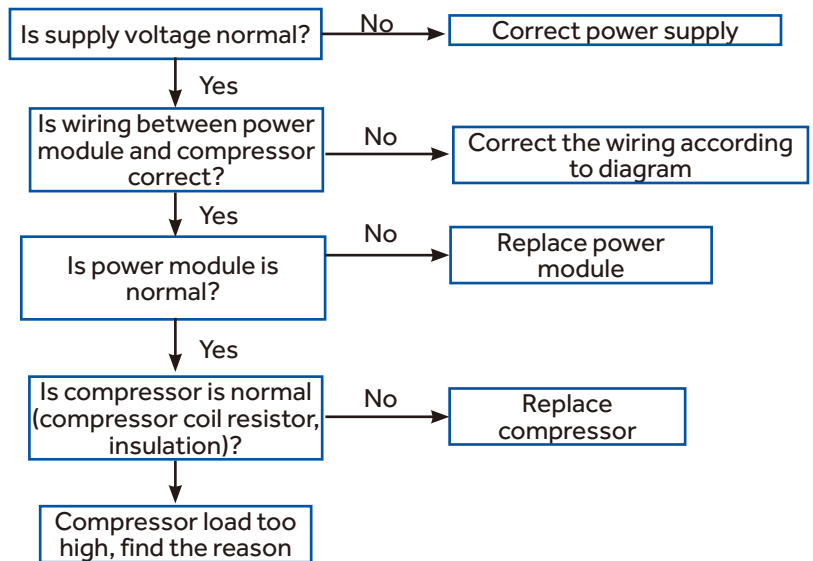 Is supply voltage normal?
No
Correct power supply
Yes
Is wiring between power
module and compressor
correct?
No
Correct the wiring according
to diagram
Yes
Is power module is
normal?
No
Replace power
module
Yes
Is compressor is normal
(compressor coil resistor,
insulation)?
No
Replace
compressor
Compressor load too
high, find the reason